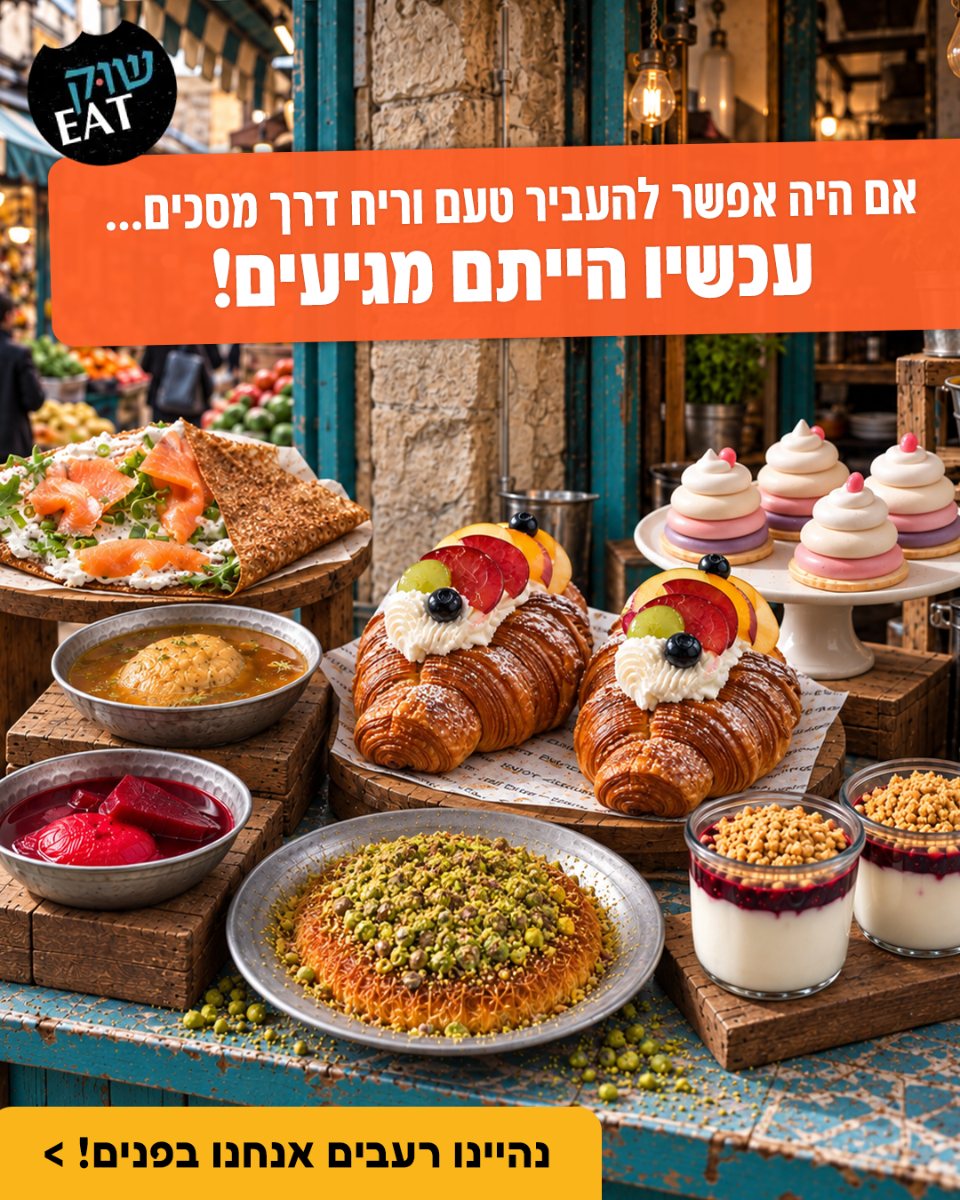 שוק
EAT
אם היה אפשר להעביר טעם וריח דרך מסכים...
עכשיו הייתם מגיעים!
נהיינו רעבים אנחנו בפנים! >